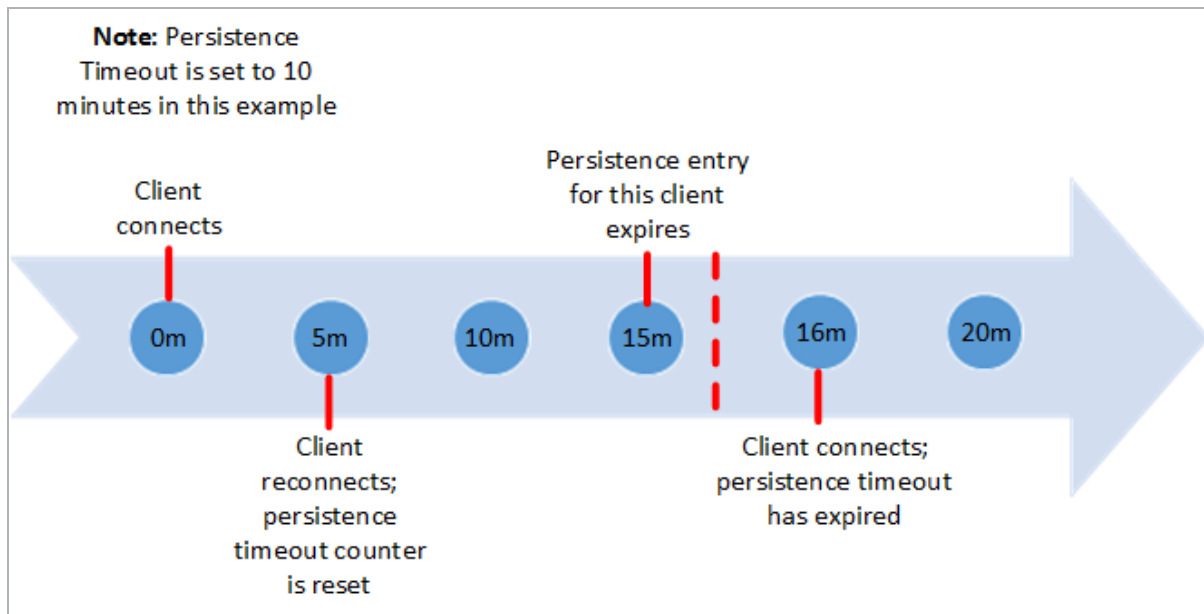 Note: Persistence
Timeout is set to 10
minutes in this example
Client
connects
Persistence entry
for this client
expires
0m
5m
10m
15m
16m
20m
Client
reconnects;
persistence
timeout counter
is reset
Client connects;
persistence timeout
has expired